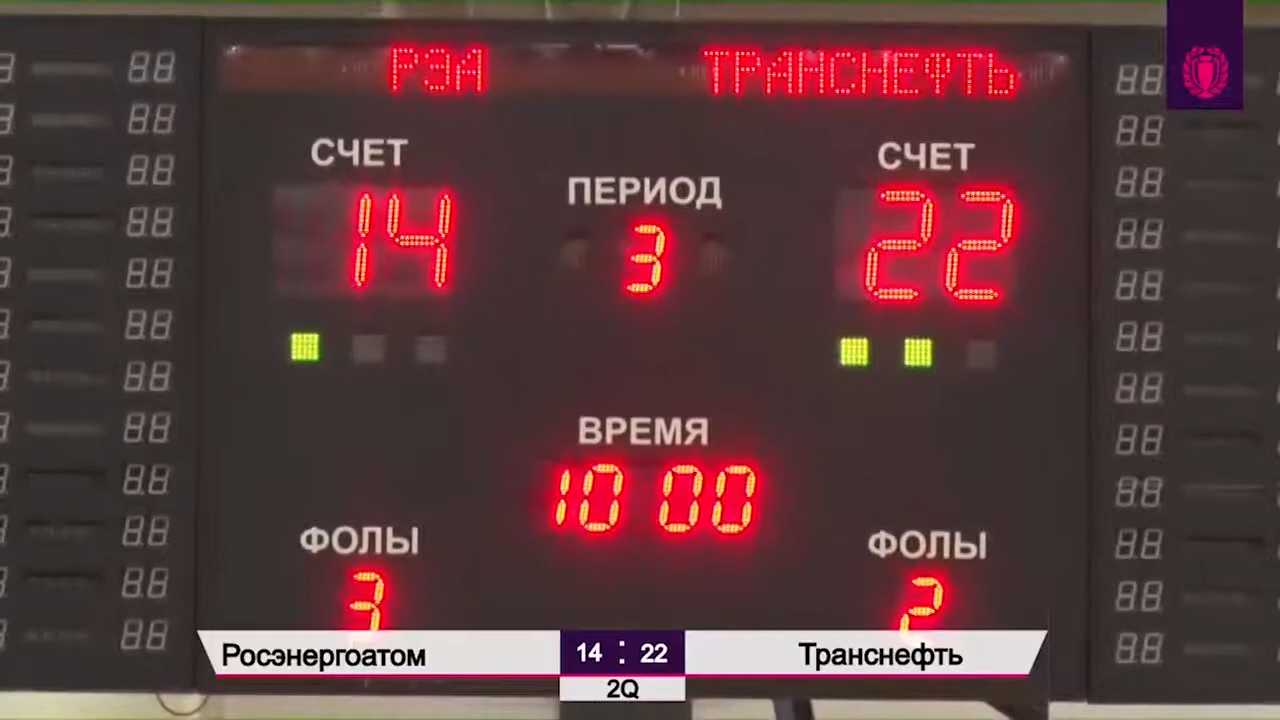 РЭА ТРАНСНЕФТЬ
СЧЕТ СЧЕТ
ПЕРИОД
14 3 22
ВРЕМЯ
10 00
ФОЛЫ ФОЛЫ
3 2
Росэнергоатом 14 : 22 Транснефть
2Q